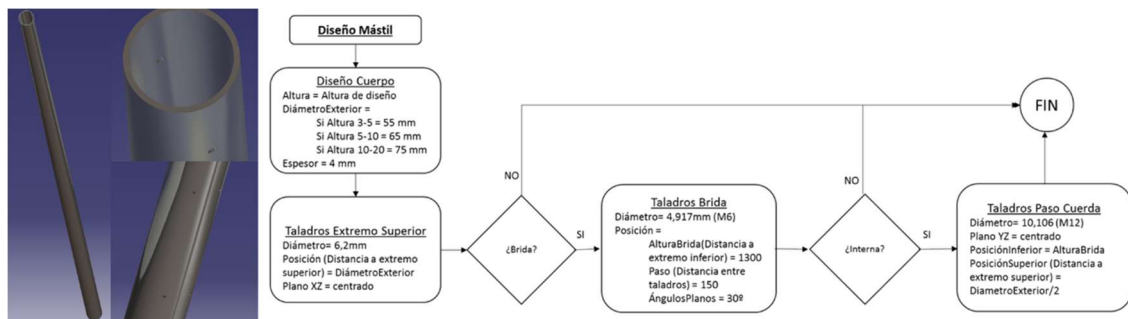 Diseño Mástil
Diseño Cuerpo
Altura = Altura de diseño
DiámetroExterior =
Si Altura 3-5 = 55 mm
Si Altura 5-10 = 65 mm
Si Altura 10-20 = 75 mm
Espesor = 4 mm
Taladros Extremo Superior
Diámetro= 6,2mm
Posición (Distancia a extremo
superior) = DiámetroExterior
Plano XZ = centrado
¿Brida?
NO
SI
Taladros Brida
Diámetro= 4,917mm (M6)
Posición =
AlturaBrida(Distancia a
extremo inferior) = 1300
Paso (Distancia entre
taladros) = 150
ÁngulosPlanos = 30º
¿Interna?
NO
SI
Taladros Paso Cuerda
Diámetro= 10,106 (M12)
Plano YZ = centrado
PosiciónInferior = AlturaBrida
PosiciónSuperior (Distancia a
extremo superior) =
DiametroExterior/2
FIN